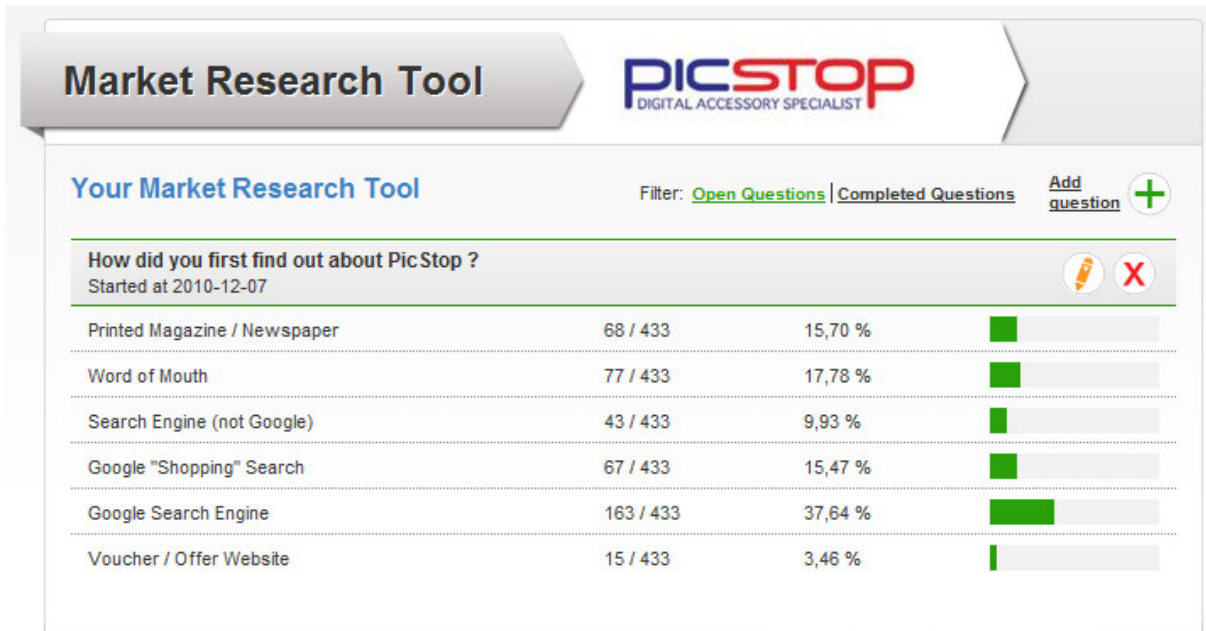 Market Research Tool
PICSTOP
DIGITAL ACCESSORY SPECIALIST
Your Market Research Tool
Filter: Open Questions | Completed Questions
Add
question
How did you first find out about PicStop ?
Started at 2010-12-07
Printed Magazine / Newspaper 68 / 433 15,70 %
Word of Mouth 77 / 433 17,78 %
Search Engine (not Google) 43 / 433 9,93 %
Google "Shopping" Search 67 / 433 15,47 %
Google Search Engine 163 / 433 37,64 %
Voucher / Offer Website 15 / 433 3,46 %